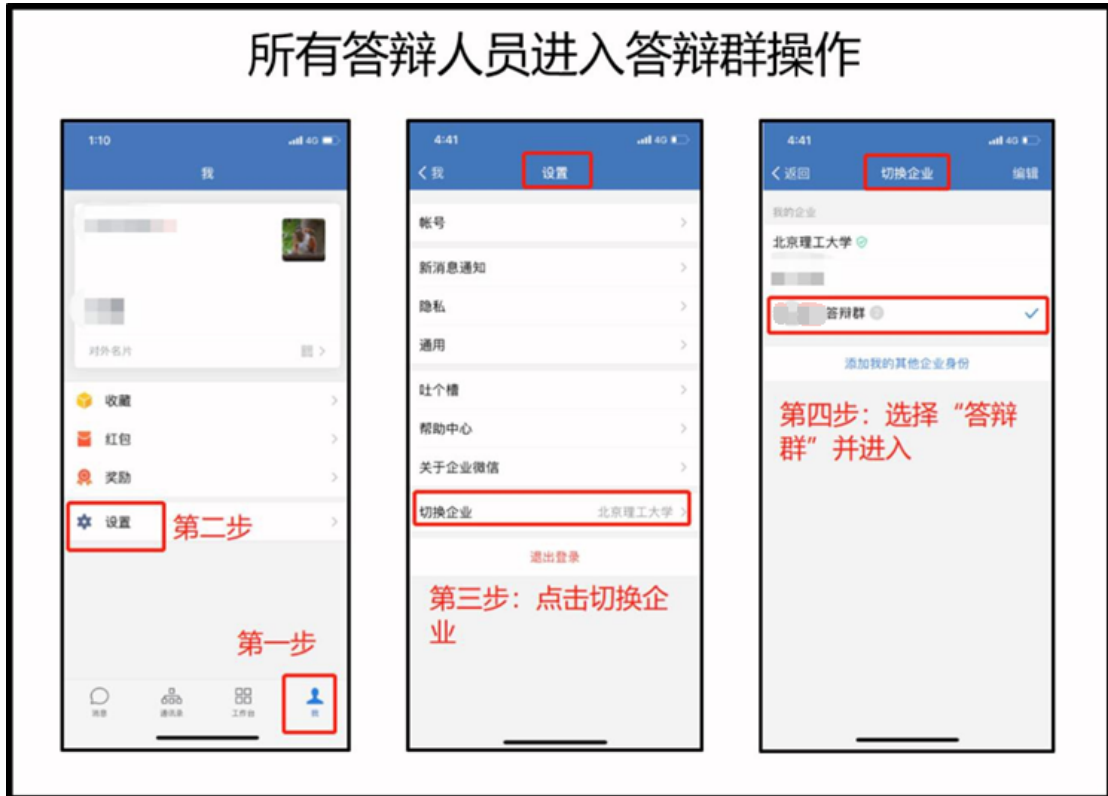 所有答辩人员进入答辩群操作
1:10
4G
我
对外名片
收藏
红包
奖励
设置
第二步
第一步
消息
通讯录
工作台
我
4:41
4G
我
设置
帐号
新消息通知
隐私
通用
吐个槽
帮助中心
关于企业微信
切换企业 北京理工大学
退出登录
第三步：点击切换企
业
4:41
4G
返回 切换企业 编辑
我的企业
北京理工大学
答辩群
添加我的其他企业身份
第四步：选择“答辩
群”并进入